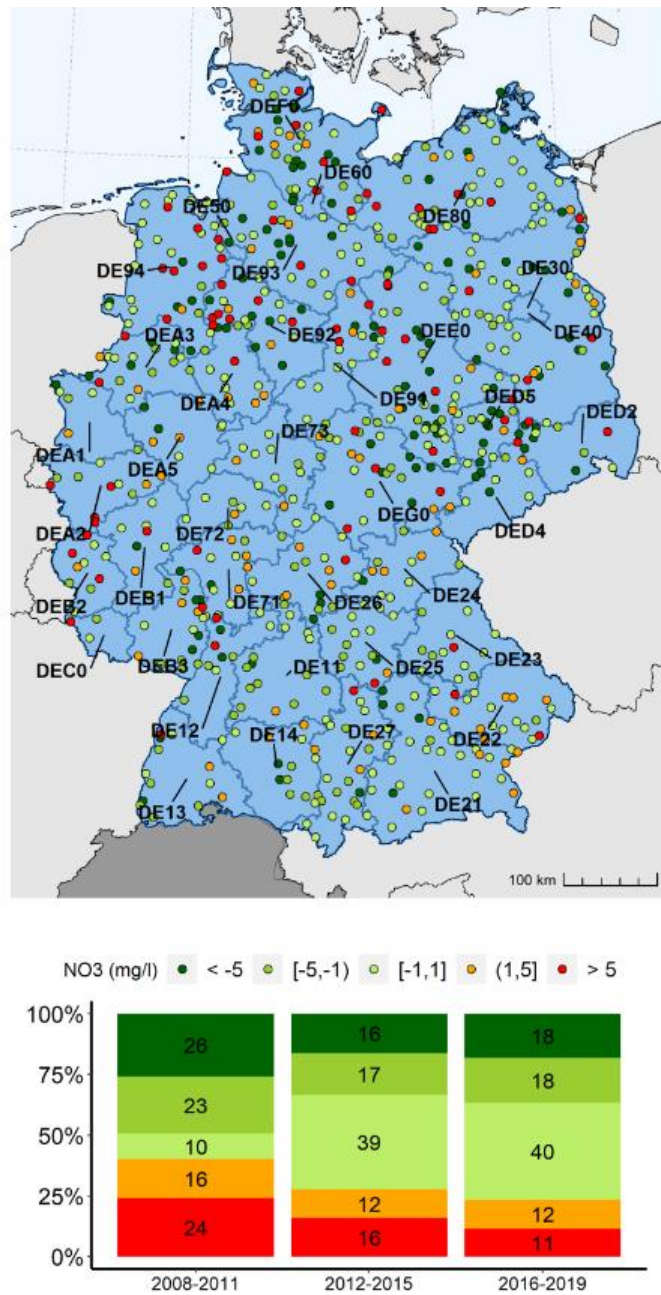 DEF0
DE60
DE50
DE80
DE94
DE93
DE30
DEA3
DE92
DEE0
DE40
DEA4
DE91
DED5
DED2
DEA1
DEA5
DE73
DEA2
DE72
DEG0
DED4
DEB2
DEB1
DE71
DE26
DE24
DEC0
DEB3
DE11
DE25
DE23
DE12
DE14
DE27
DE22
DE13
DE21
100 km
NO3 (mg/l) < -5 [-5,-1) [-1,1] (1,5] > 5
100%
26 16 18
75%
23 17 18
50%
10 39 40
25%
16 12 12
24 16 11
0%
2008-2011 2012-2015 2016-2019